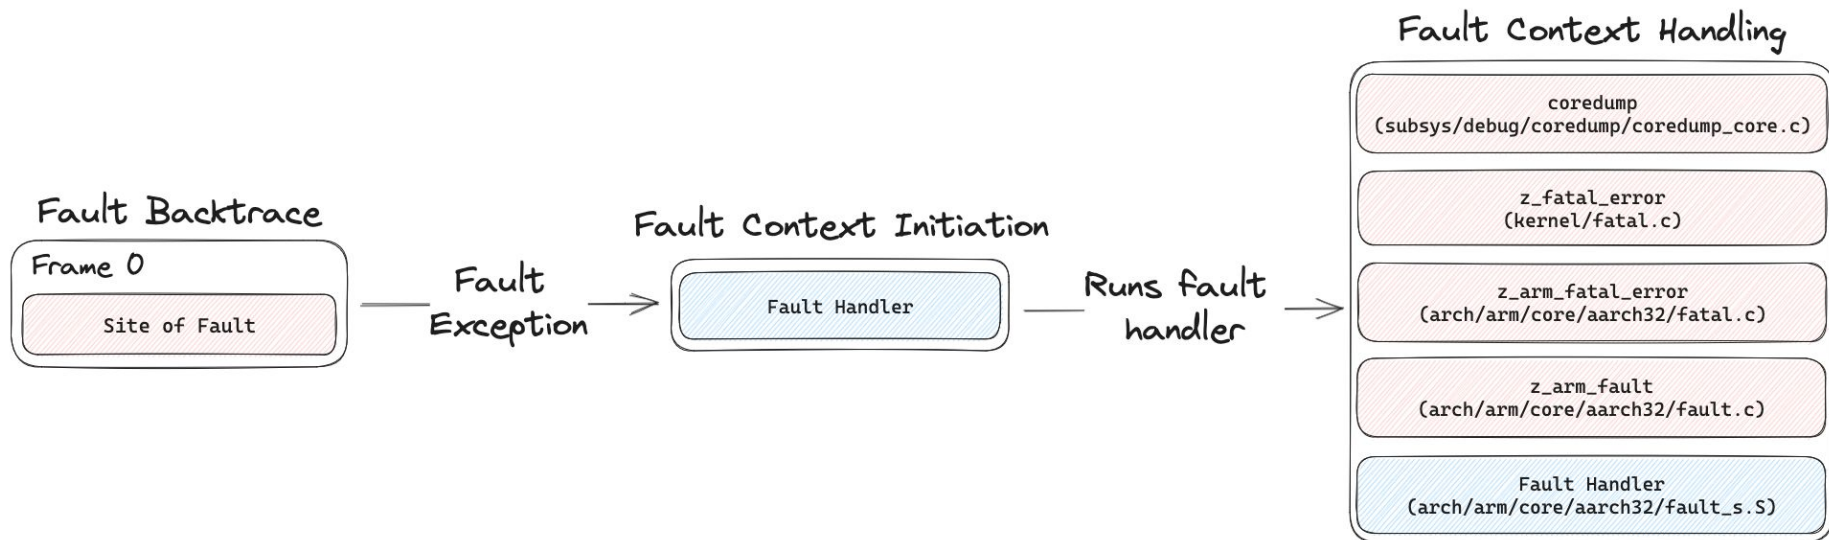 Fault Backtrace
Frame 0
Site of Fault
Fault
Exception
Fault Context Initiation
Fault Handler
Runs fault
handler
Fault Context Handling
coredump
(subsys/debug/coredump/coredump_core.c)
z_fatal_error
(kernel/fatal.c)
z_arm_fatal_error
(arch/arm/core/aarch32/fatal.c)
z_arm_fault
(arch/arm/core/aarch32/fault.c)
Fault Handler
(arch/arm/core/aarch32/fault_s.S)